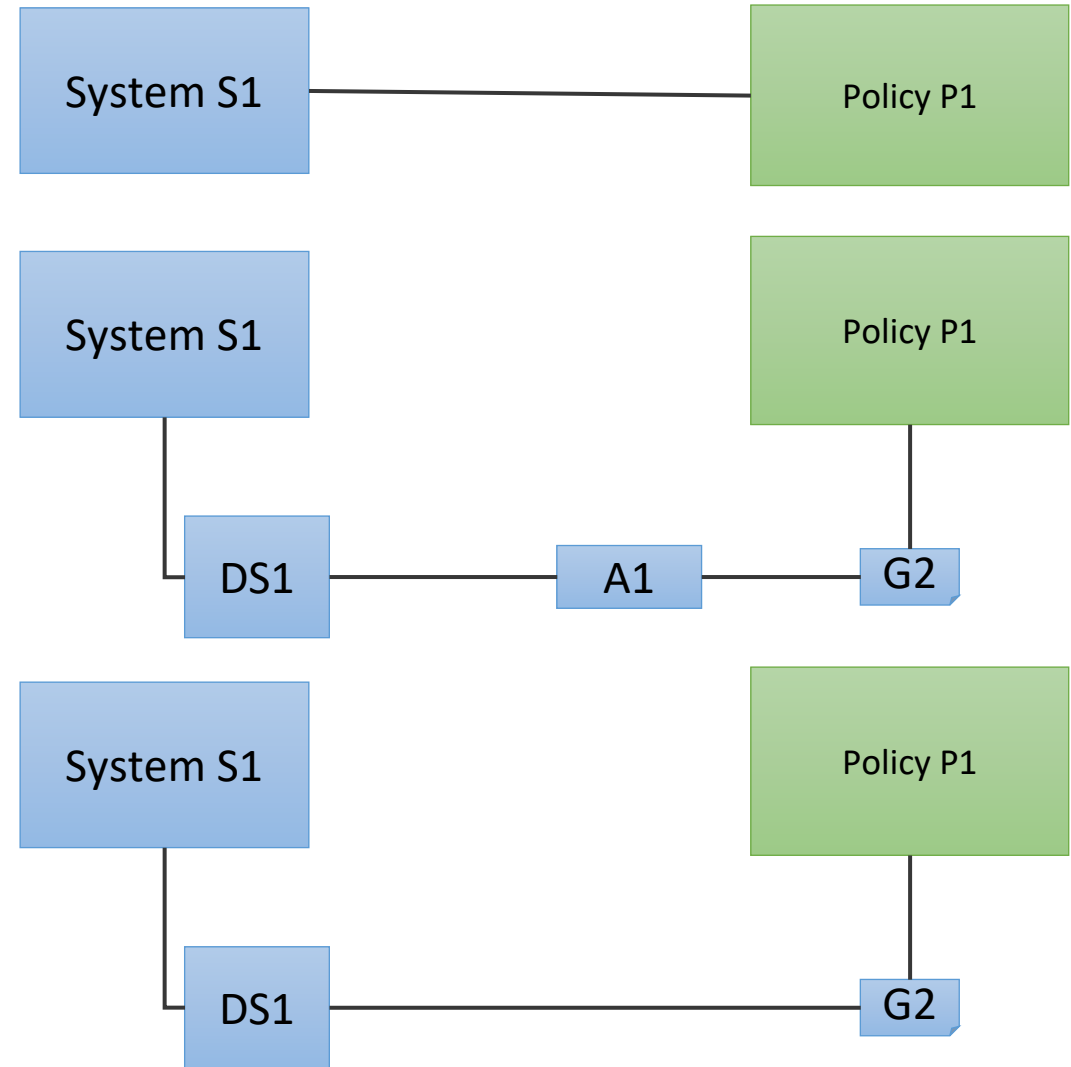 System S1
Policy P1
System S1
Policy P1
DS1
A1
G2
System S1
Policy P1
DS1
G2